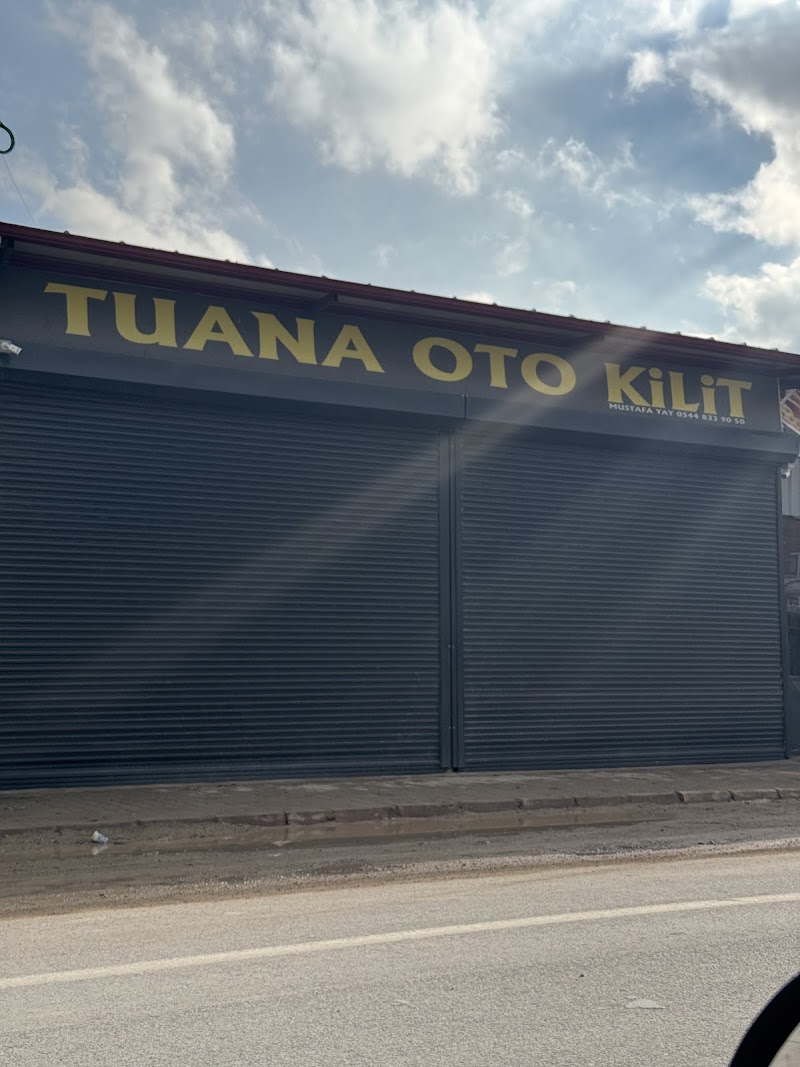 TUANA OTO KiLiT
MUSTAFA YAY 0544 833 90 50